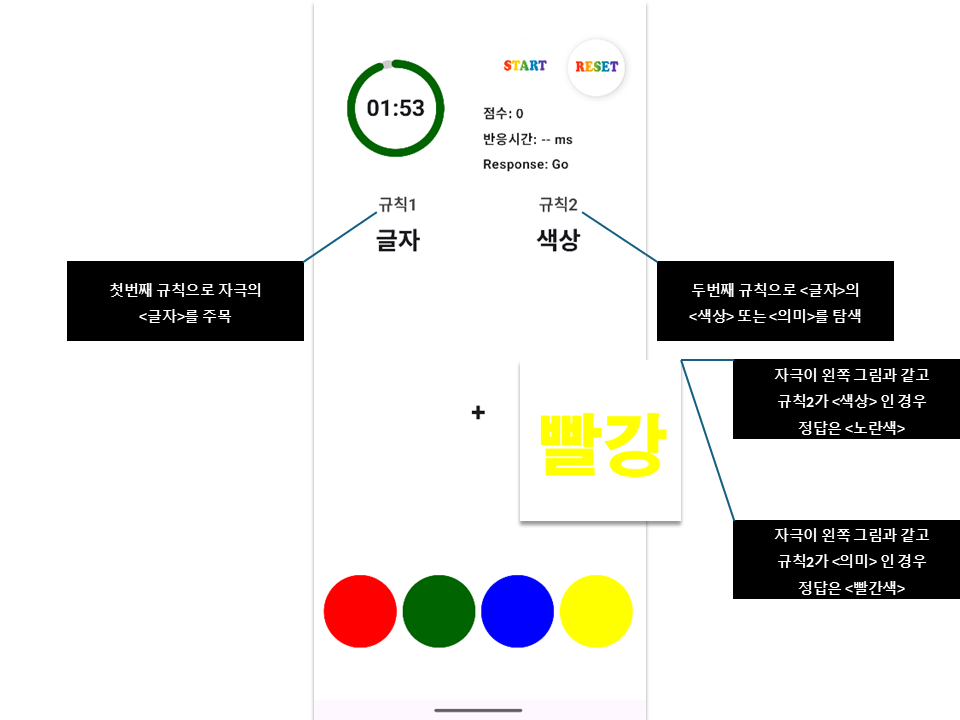 START
RESET
01:53
점수: 0
반응시간: -- ms
Response: Go
규칙1
규칙2
글자
색상
첫번째 규칙으로 자극의
<글자>를 주목
두번째 규칙으로 <글자>의
<색상> 또는 <의미>를 탐색
자극이 왼쪽 그림과 같고
규칙2가 <색상> 인 경우
정답은 <노란색>
+
빨강
자극이 왼쪽 그림과 같고
규칙2가 <의미> 인 경우
정답은 <빨간색>